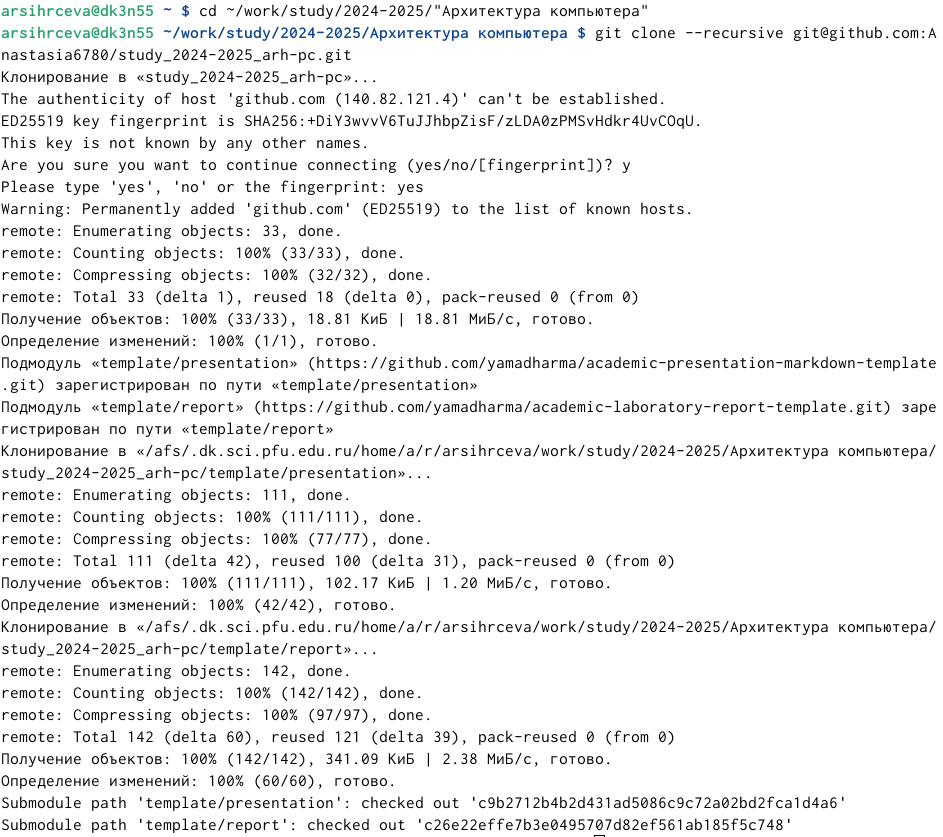 arsihrceva@dk3n55 ~ $ cd ~/work/study/2024-2025/"Архитектура компьютера"
arsihrceva@dk3n55 ~/work/study/2024-2025/Архитектура компьютера $ git clone --recursive git@github.com:A
nastasia6780/study_2024-2025_arh-pc.git
Клонирование в «study_2024-2025_arh-pc»...
The authenticity of host 'github.com (140.82.121.4)' can't be established.
ED25519 key fingerprint is SHA256:+DiY3wvvV6TuJJhbpZisF/zLDA0zPMSvHdkr4UvCOqU.
This key is not known by any other names.
Are you sure you want to continue connecting (yes/no/[fingerprint])? y
Please type 'yes', 'no' or the fingerprint: yes
Warning: Permanently added 'github.com' (ED25519) to the list of known hosts.
remote: Enumerating objects: 33, done.
remote: Counting objects: 100% (33/33), done.
remote: Compressing objects: 100% (32/32), done.
remote: Total 33 (delta 1), reused 18 (delta 0), pack-reused 0 (from 0)
Получение объектов: 100% (33/33), 18.81 КиБ | 18.81 МиБ/с, готово.
Определение изменений: 100% (1/1), готово.
Подмодуль «template/presentation» (https://github.com/yamadharma/academic-presentation-markdown-template
.git) зарегистрирован по пути «template/presentation»
Подмодуль «template/report» (https://github.com/yamadharma/academic-laboratory-report-template.git) заре
гистрирован по пути «template/report»
Клонирование в «/afs/.dk.sci.pfu.edu.ru/home/a/r/arsihrceva/work/study/2024-2025/Архитектура компьютера/
study_2024-2025_arh-pc/template/presentation»...
remote: Enumerating objects: 111, done.
remote: Counting objects: 100% (111/111), done.
remote: Compressing objects: 100% (77/77), done.
remote: Total 111 (delta 42), reused 100 (delta 31), pack-reused 0 (from 0)
Получение объектов: 100% (111/111), 102.17 КиБ | 1.20 МиБ/с, готово.
Определение изменений: 100% (42/42), готово.
Клонирование в «/afs/.dk.sci.pfu.edu.ru/home/a/r/arsihrceva/work/study/2024-2025/Архитектура компьютера/
study_2024-2025_arh-pc/template/report»...
remote: Enumerating objects: 142, done.
remote: Counting objects: 100% (142/142), done.
remote: Compressing objects: 100% (97/97), done.
remote: Total 142 (delta 60), reused 121 (delta 39), pack-reused 0 (from 0)
Получение объектов: 100% (142/142), 341.09 КиБ | 2.38 МиБ/с, готово.
Определение изменений: 100% (60/60), готово.
Submodule path 'template/presentation': checked out 'c9b2712b4b2d431ad5086c9c72a02bd2fca1d4a6'
Submodule path 'template/report': checked out 'c26e22effe7b3e0495707d82ef561ab185f5c748'